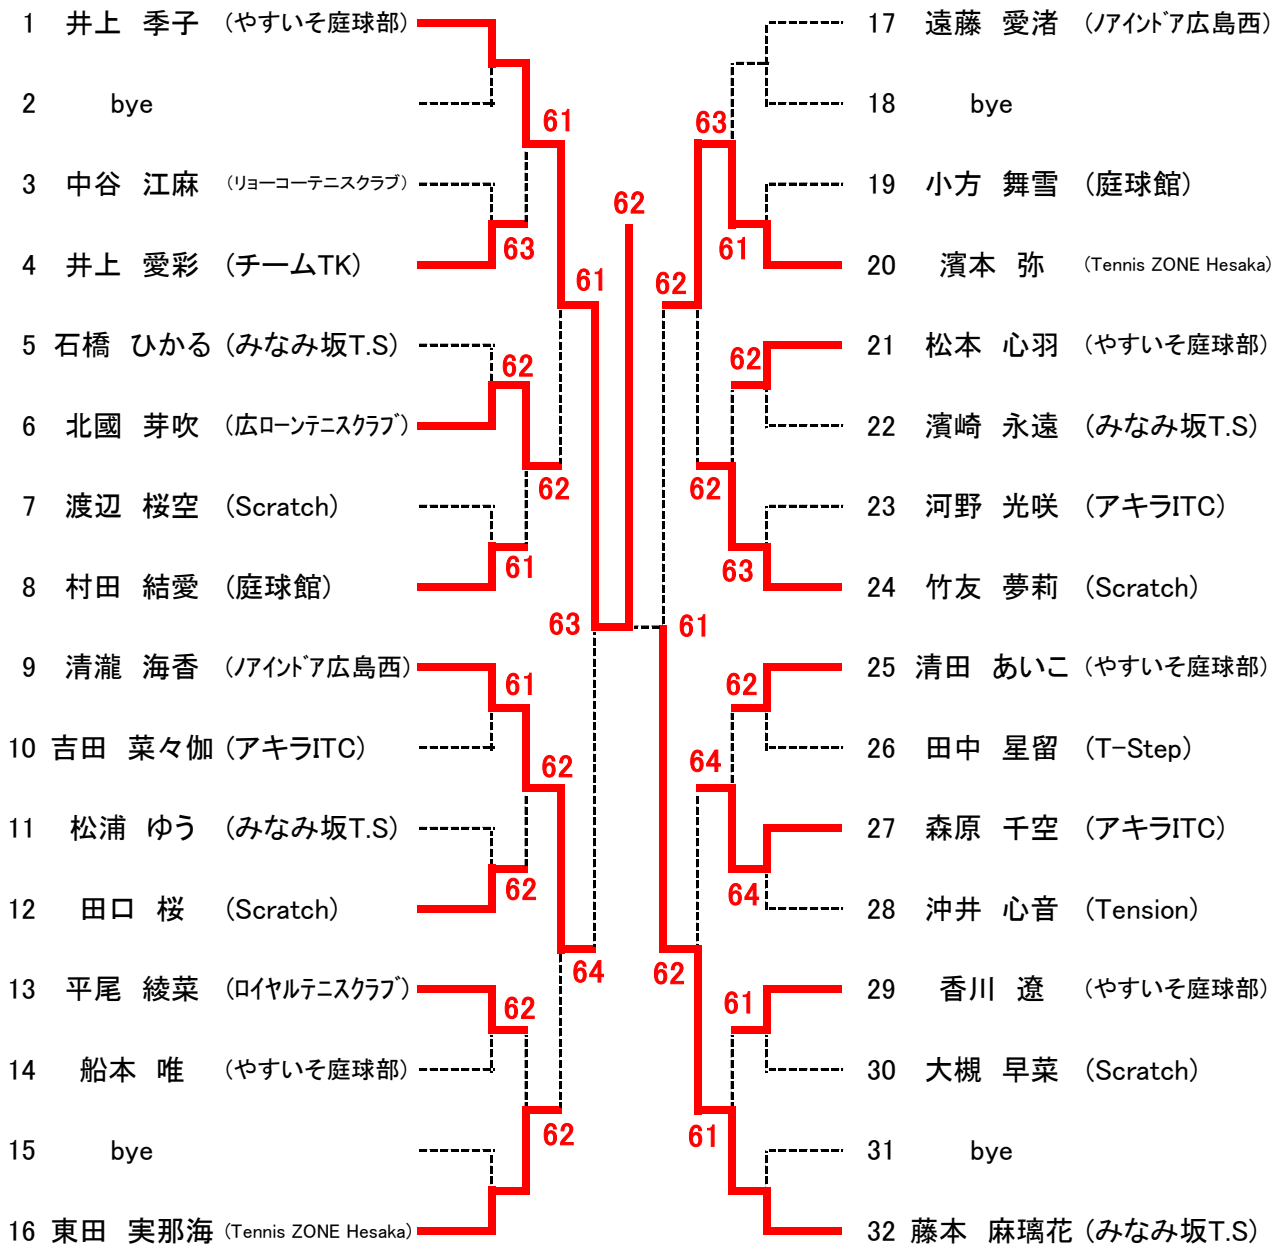 1 井上 季子 (やすいそ庭球部)
2 bye
3 中谷 江麻 (リョーコーテニスクラブ)
4 井上 愛彩 (チームTK)
5 石橋 ひかる (みなみ坂T.S)
6 北國 芽吹 (広ローンテニスクラブ)
7 渡辺 桜空 (Scratch)
8 村田 結愛 (庭球館)
9 清瀧 海香 (ノアインドア広島西)
10 吉田 菜々伽 (アキラITC)
11 松浦 ゆう (みなみ坂T.S)
12 田口 桜 (Scratch)
13 平尾 綾菜 (ロイヤルテニスクラブ)
14 船本 唯 (やすいそ庭球部)
15 bye
16 東田 実那海 (Tennis ZONE Hesaka)
61
63
61
62
62
61
63
61
62
62
64
62
62
62
61
63
61
62
62
62
63
61
62
64
64
62
61
61
17 遠藤 愛渚 (ノアインドア広島西)
18 bye
19 小方 舞雪 (庭球館)
20 濱本 弥 (Tennis ZONE Hesaka)
21 松本 心羽 (やすいそ庭球部)
22 濱崎 永遠 (みなみ坂T.S)
23 河野 光咲 (アキラITC)
24 竹友 夢莉 (Scratch)
25 清田 あいこ (やすいそ庭球部)
26 田中 星留 (T-Step)
27 森原 千空 (アキラITC)
28 沖井 心音 (Tension)
29 香川 遼 (やすいそ庭球部)
30 大槻 早菜 (Scratch)
31 bye
32 藤本 麻璃花 (みなみ坂T.S)